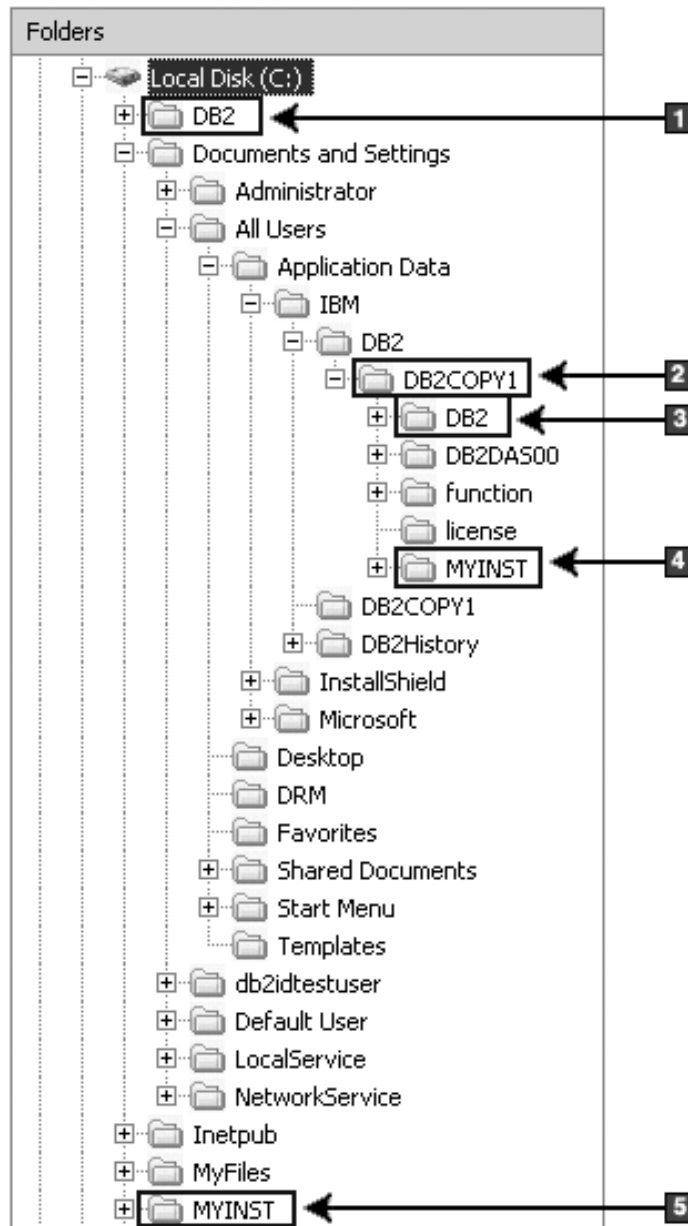 Folders
Local Disk (C:)
DB2
1
Documents and Settings
Administrator
All Users
Application Data
IBM
DB2
DB2COPY1
2
DB2
3
DB2DAS00
function
license
MYINST
4
DB2COPY1
DB2History
InstallShield
Microsoft
Desktop
DRM
Favorites
Shared Documents
Start Menu
Templates
db2idtestuser
Default User
LocalService
NetworkService
Inetpub
MyFiles
MYINST
5